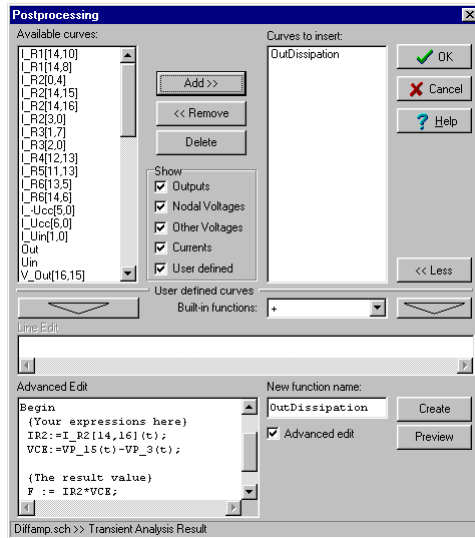 Postprocessing
Available curves:
I_R1[14,10]
I_R1[14,8]
I_R2[0,4]
I_R2[14,15]
I_R2[14,16]
I_R2[3,0]
I_R3[1,7]
I_R3[2,0]
I_R4[12,13]
I_R5[11,13]
I_R6[13,5]
I_R6[14,6]
I_-Ucc[5,0]
I_Ucc[6,0]
I_Uin[1,0]
Out
Uin
V_Out[16,15]
Add >>
<< Remove
Delete
Show
Outputs
Nodal Voltages
Other Voltages
Currents
User defined
Curves to insert:
OutDissipation
OK
Cancel
Help
<< Less
User defined curves
Built-in functions:
+
Line Edit
Advanced Edit
Begin
{Your expressions here}
IR2:=I_R2[14,16](t);
VCE:=VP_15(t)-VP_3(t);
{The result value}
F := IR2*VCE;
New function name:
OutDissipation
Advanced edit
Create
Preview
Diffamp.sch >> Transient Analysis Result